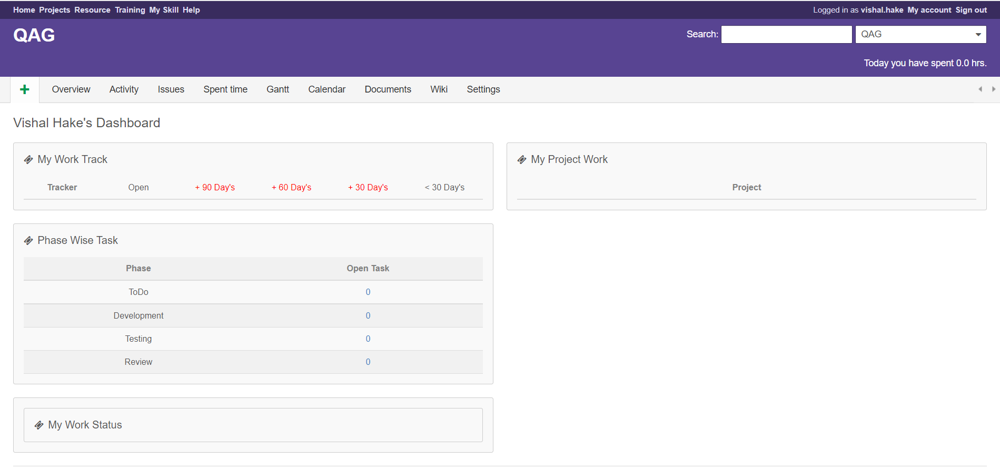 Home Projects Resource Training My Skill Help
Logged in as vishal.hake My account Sign out
QAG
Search:
QAG
Today you have spent 0.0 hrs.
+ Overview Activity Issues Spent time Gantt Calendar Documents Wiki Settings
Vishal Hake's Dashboard
My Work Track
Tracker Open + 90 Day's + 60 Day's + 30 Day's < 30 Day's
My Project Work
Project
Phase Wise Task
Phase Open Task
ToDo 0
Development 0
Testing 0
Review 0
My Work Status